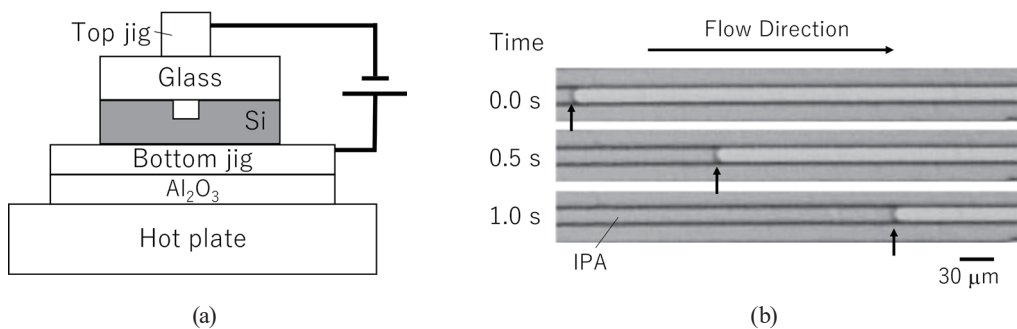 Top jig
Glass
Si
Bottom jig
Al₂O₃
Hot plate
(a)
Time
Flow Direction
0.0 s
0.5 s
1.0 s
IPA
30 μm
(b)